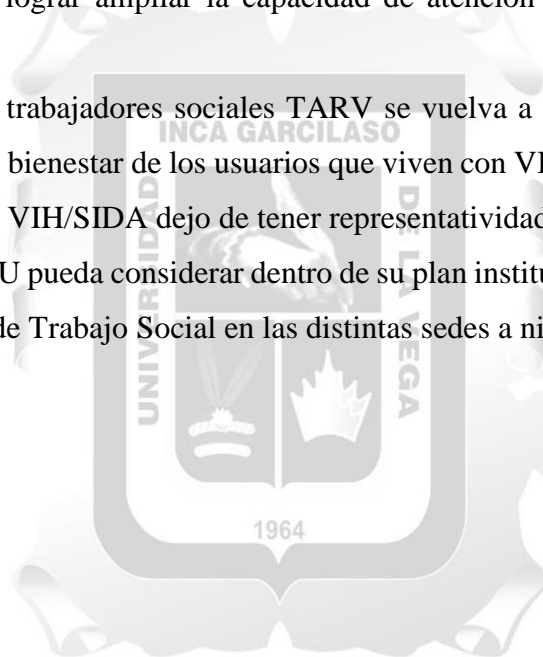 lograr ampliar la capacidad de atención
trabajadores sociales TARV se vuelva a
bienestar de los usuarios que viven con VI
VIH/SIDA dejo de tener representatividad
U pueda considerar dentro de su plan institu
de Trabajo Social en las distintas sedes a ni
UNIVERSIDAD
INCA GARCILASO
DE LA VEGA
1964